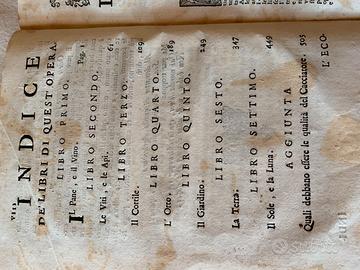 VIII
INDICE
DE' LIBRI DI QUEST' OPERA.
LIBRO PRIMO.
Il Pane, e il Vino. Pag. 1
LIBRO SECONDO.
Le Viti, e le Api. 61
LIBRO TERZO.
Il Cortile. 109
LIBRO QUARTO.
L'Orto. 189
LIBRO QUINTO.
Il Giardino. 249
LIBRO SESTO.
La Terra. 347
LIBRO SETTIMO.
Il Sole, e la Luna. 449
AGGIUNTA
Quali debbano essere le qualità del Cacciatore. 505
L'ECO-